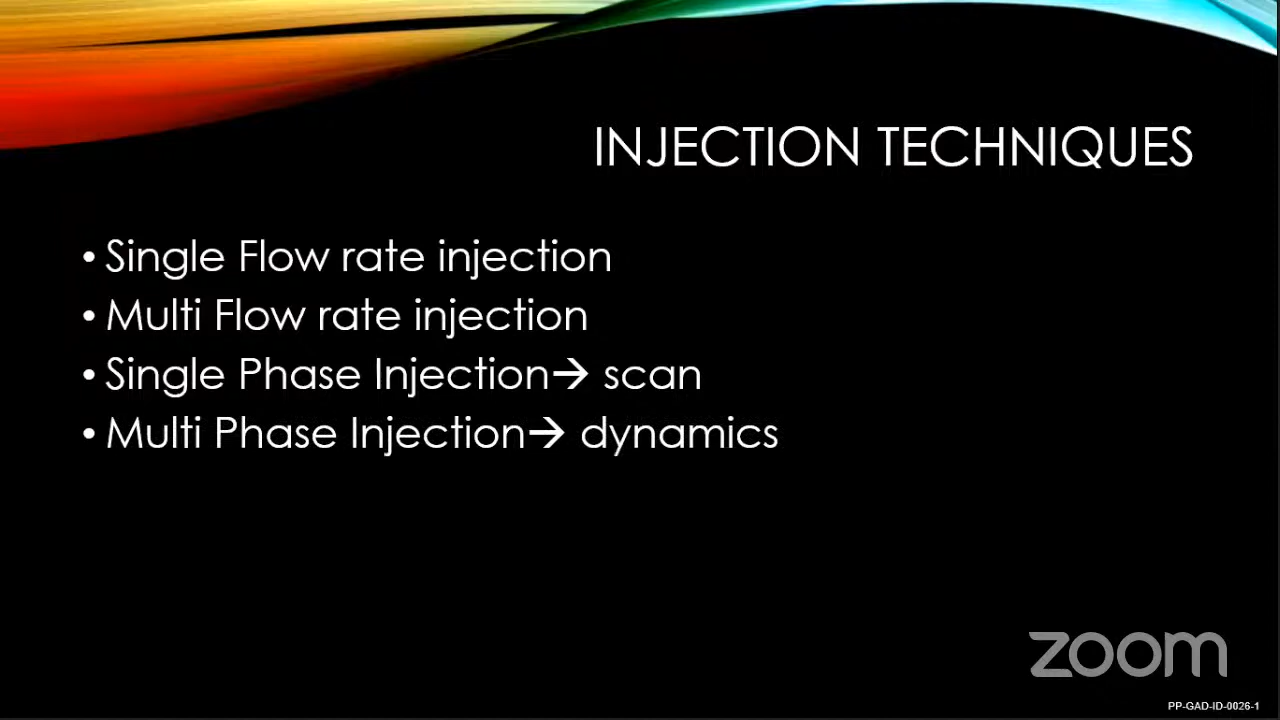 INJECTION TECHNIQUES
• Single Flow rate injection
• Multi Flow rate injection
• Single Phase Injection→ scan
• Multi Phase Injection→ dynamics
zoom
PP-GAD-ID-0026-1